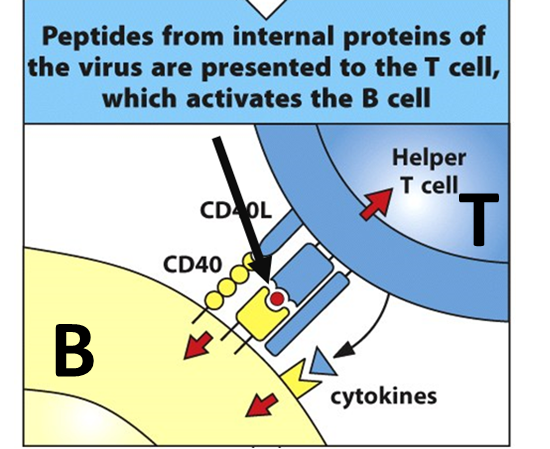 Peptides from internal proteins of
the virus are presented to the T cell,
which activates the B cell
Helper
T cell
T
CD40L
CD40
B
cytokines